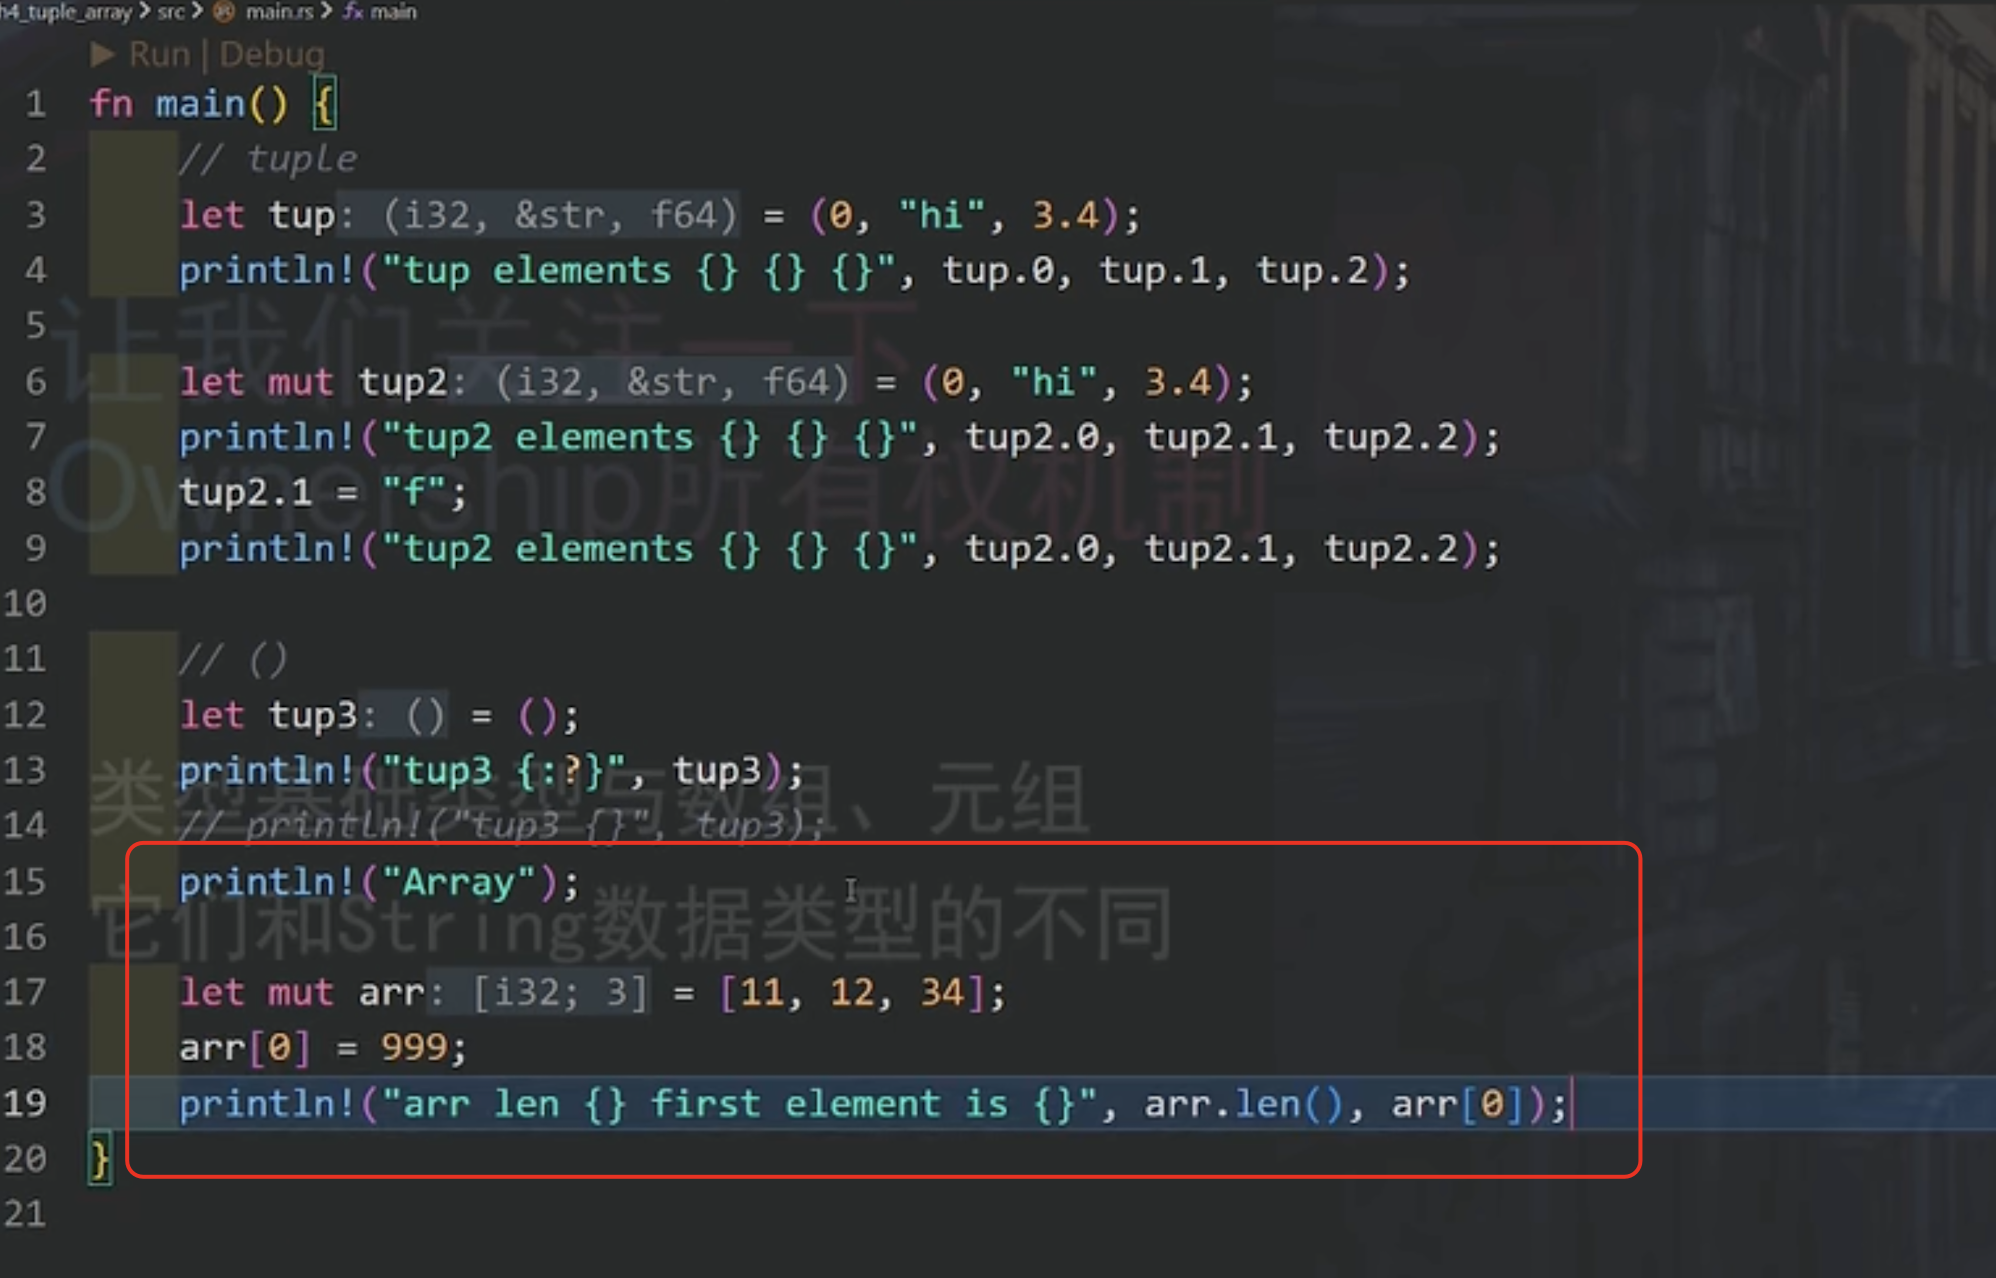 h4_tuple_array > src > main.rs > main
▶ Run | Debug
1 fn main() {
2 // tuple
3 let tup: (i32, &str, f64) = (0, "hi", 3.4);
4 println!("tup elements {} {} {}", tup.0, tup.1, tup.2);
5
让我们关注一下
6 let mut tup2: (i32, &str, f64) = (0, "hi", 3.4);
7 println!("tup2 elements {} {} {}", tup2.0, tup2.1, tup2.2);
8 tup2.1 = "f";
Ownership所有权机制
9 println!("tup2 elements {} {} {}", tup2.0, tup2.1, tup2.2);
10
11 // ()
12 let tup3: () = ();
13 println!("tup3 {:?}", tup3);
类型基础类型与数组、元组
14 // println!("tup3 {}", tup3);
15 println!("Array");
它们和String数据类型的不同
16
17 let mut arr: [i32; 3] = [11, 12, 34];
18 arr[0] = 999;
19 println!("arr len {} first element is {}", arr.len(), arr[0]);
20 }
21